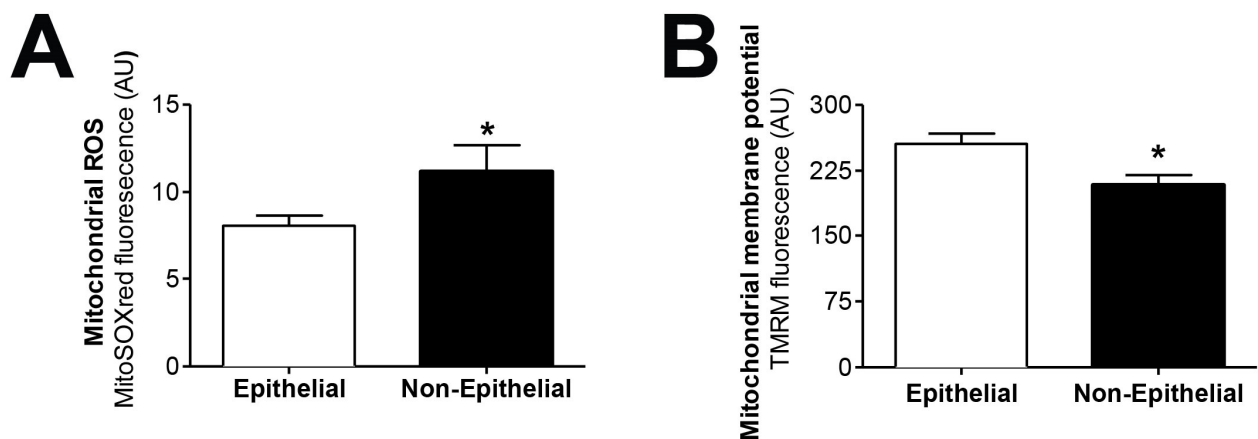 A
Mitochondrial ROS
MitoSOXred fluoresecence (AU)
15
10
5
0
*
Epithelial
Non-Epithelial
B
Mitochondrial membrane potential
TMRM fluorescence (AU)
300
225
150
75
0
*
Epithelial
Non-Epithelial